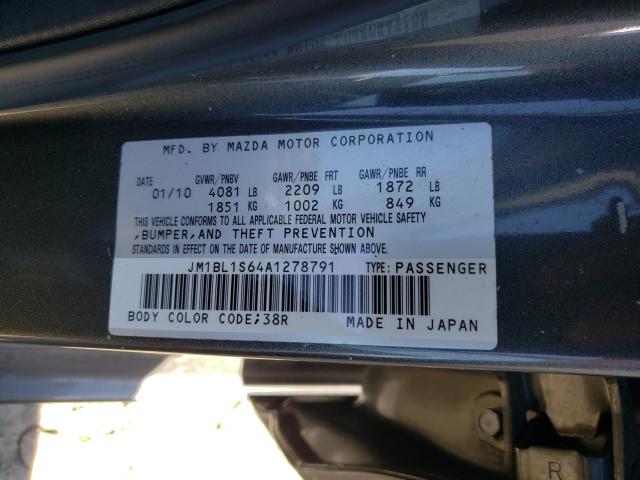 MFD. BY MAZDA MOTOR CORPORATION
DATE GVWR/PNBV GAWR/PNBE FRT GAWR/PNBE RR
01/10 4081 LB 2209 LB 1872 LB
1851 KG 1002 KG 849 KG
THIS VEHICLE CONFORMS TO ALL APPLICABLE FEDERAL MOTOR VEHICLE SAFETY
,BUMPER,AND THEFT PREVENTION
STANDARDS IN EFFECT ON THE DATE OF MANUFACTURE SHOWN ABOVE.
JM1BL1S64A1278791 TYPE:PASSENGER
BODY COLOR CODE;38R MADE IN JAPAN
R